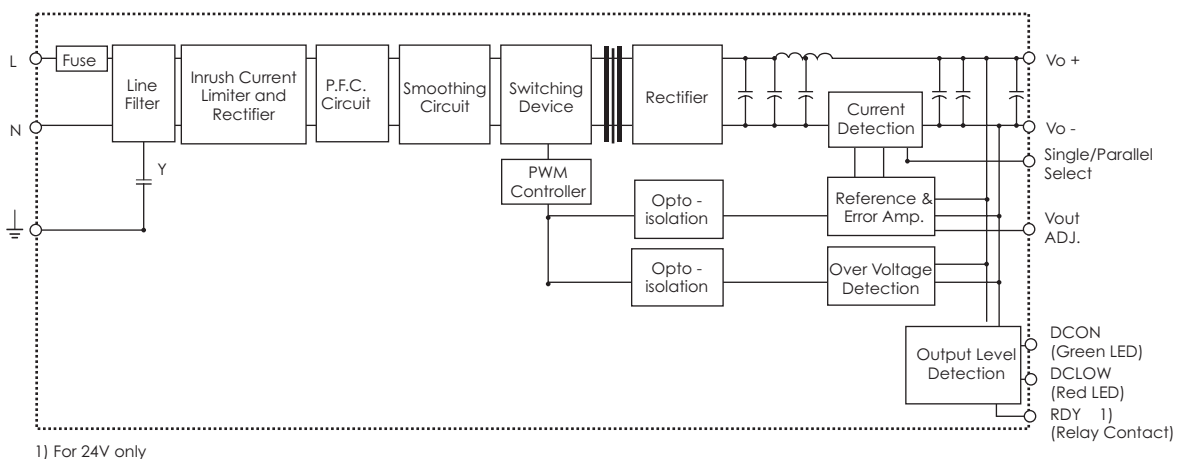 L
Fuse
Line
Filter
Inrush Current
Limiter and
Rectifier
P.F.C.
Circuit
Smoothing
Circuit
Switching
Device
Rectifier
Current
Detection
Vo +
N
Vo -
Y
PWM
Controller
Single/Parallel
Select
Opto -
isolation
Reference &
Error Amp.
Vout
ADJ.
Opto -
isolation
Over Voltage
Detection
Output Level
Detection
DCON
(Green LED)
DCLOW
(Red LED)
RDY 1)
(Relay Contact)
1) For 24V only